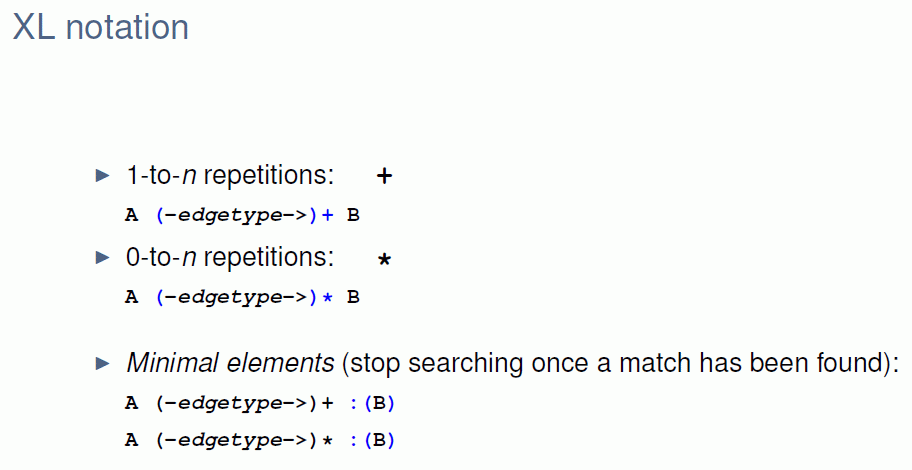 XL notation
► 1-to-n repetitions: +
A (-edgetype->)+ B
► 0-to-n repetitions: *
A (-edgetype->)* B
► Minimal elements (stop searching once a match has been found):
A (-edgetype->)+ :(B)
A (-edgetype->)* :(B)